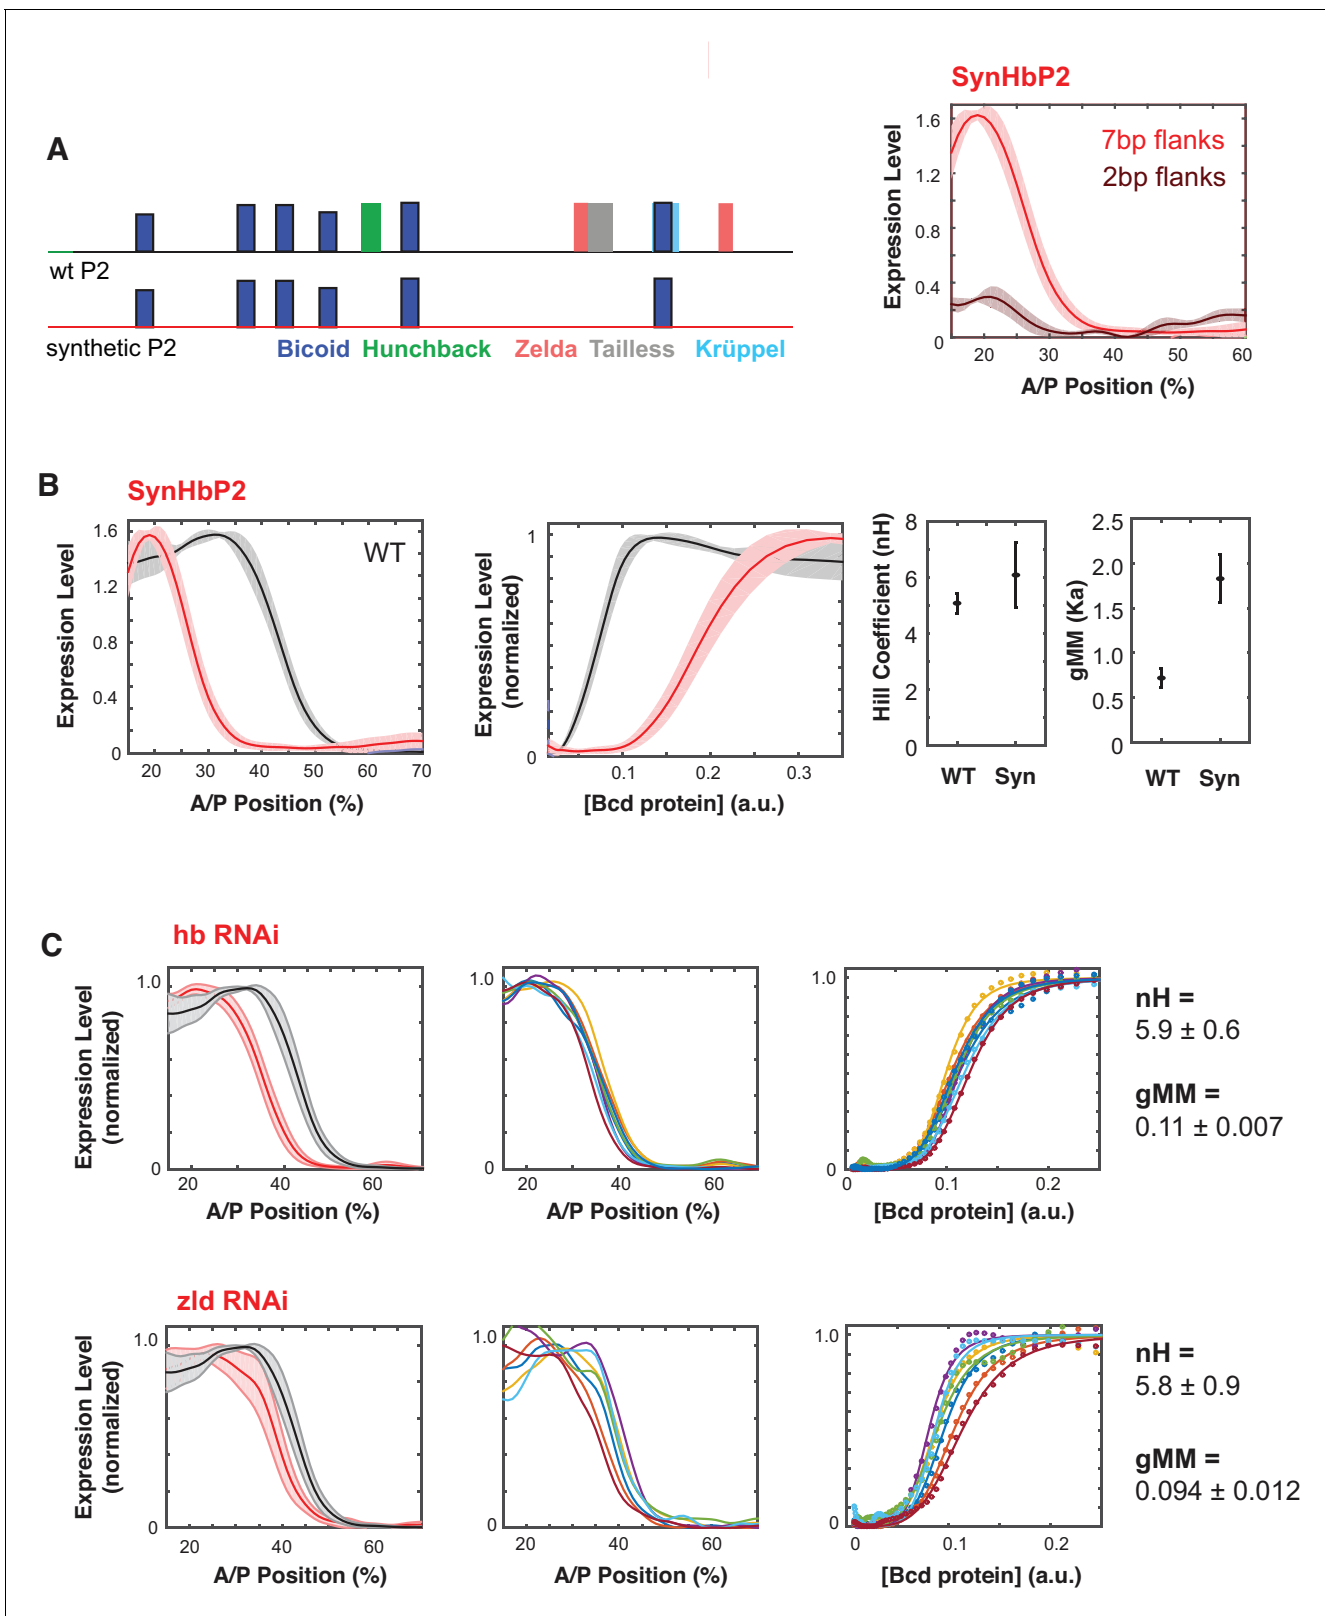 A
wt P2
synthetic P2
Bicoid Hunchback Zelda Tailless Krüppel
SynHbP2
Expression Level
1.6
1.2
0.8
0.4
0
7bp flanks
2bp flanks
20 30 40 50 60
A/P Position (%)
B
SynHbP2
Expression Level
1.6
1.2
0.8
0.4
0
WT
20 30 40 50 60 70
A/P Position (%)
Expression Level
(normalized)
1
0
0.1 0.2 0.3
[Bcd protein] (a.u.)
Hill Coefficient (nH)
8
6
4
2
0
WT Syn
gMM (Ka)
2.5
2.0
1.5
1.0
0.5
0
WT Syn
C
hb RNAi
Expression Level
(normalized)
1.0
0
20 40 60
A/P Position (%)
1.0
0
20 40 60
A/P Position (%)
1.0
0
0 0.1 0.2
[Bcd protein] (a.u.)
nH =
5.9 ± 0.6
gMM =
0.11 ± 0.007
zld RNAi
Expression Level
(normalized)
1.0
0
20 40 60
A/P Position (%)
1.0
0
20 40 60
A/P Position (%)
1.0
0
0 0.1 0.2
[Bcd protein] (a.u.)
nH =
5.8 ± 0.9
gMM =
0.094 ± 0.012